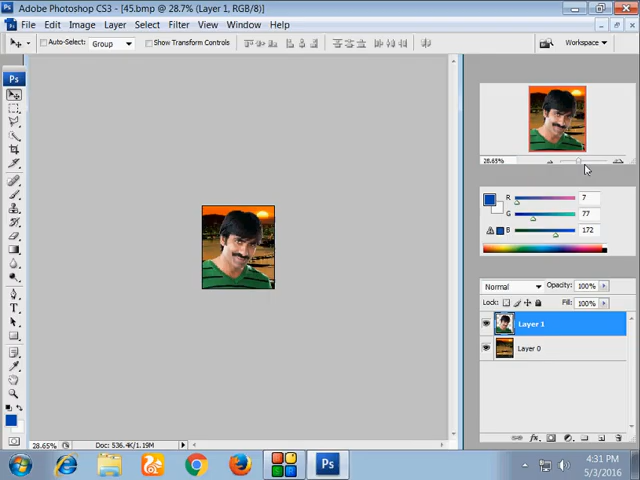 Ps Adobe Photoshop CS3 - [45.bmp @ 28.7% (Layer 1, RGB/8)]
File Edit Image Layer Select Filter View Window Help
Auto-Select: Group Show Transform Controls Workspace
Ps
28.65%
R 7
G 77
B 172
Normal Opacity: 100%
Lock: Fill: 100%
Layer 1
Layer 0
T
fx
28.65% Doc: 536.4K/1.19M
Ps
4:31 PM
5/3/2016